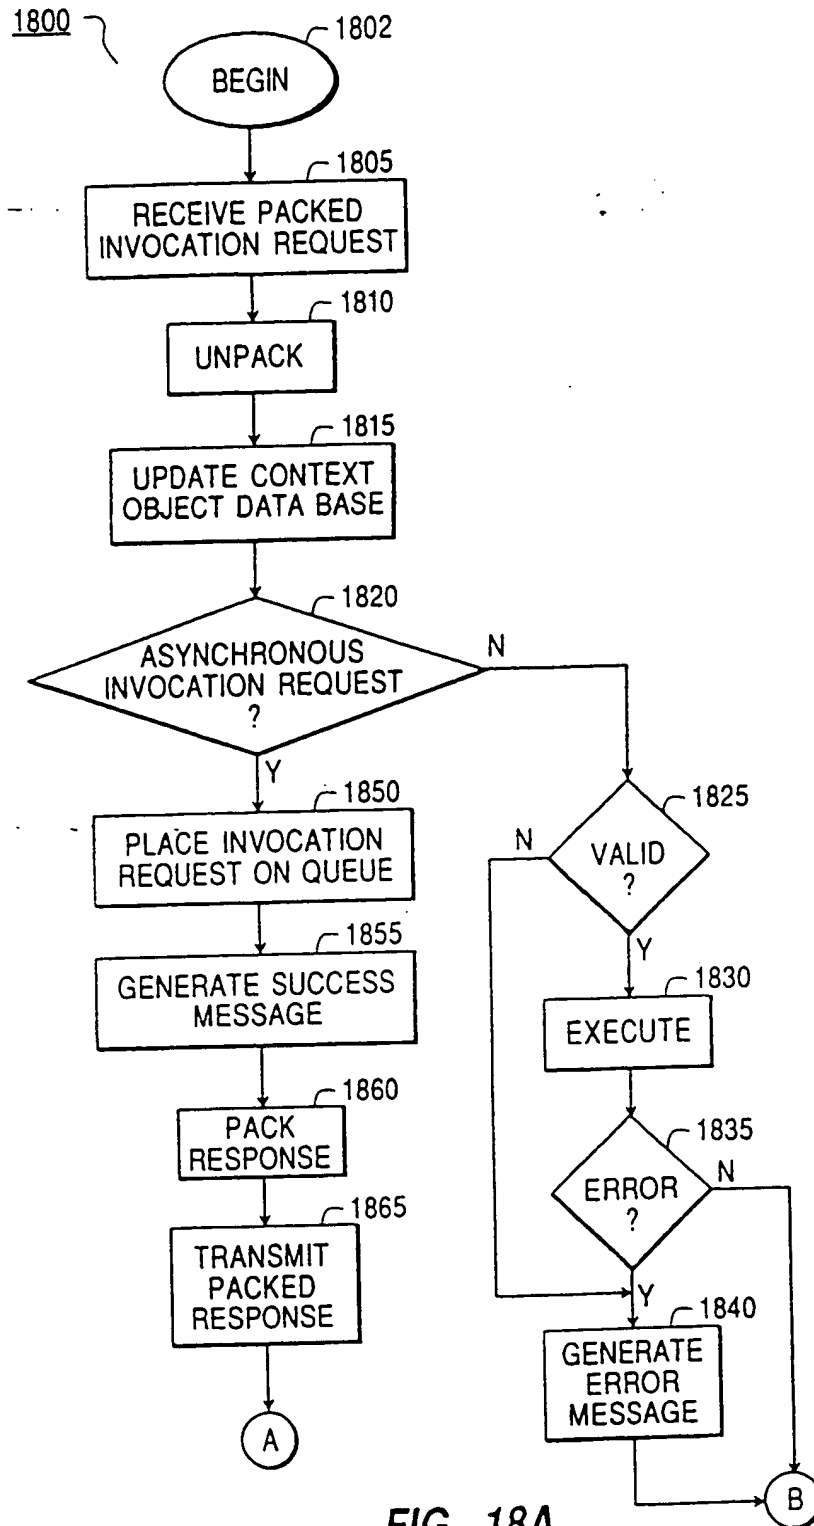 1800
1802
BEGIN
1805
RECEIVE PACKED
INVOCATION REQUEST
1810
UNPACK
1815
UPDATE CONTEXT
OBJECT DATA BASE
1820
ASYNCHRONOUS
INVOCATION REQUEST
?
N
Y
1850
PLACE INVOCATION
REQUEST ON QUEUE
1855
GENERATE SUCCESS
MESSAGE
1860
PACK
RESPONSE
1865
TRANSMIT
PACKED
RESPONSE
A
1825
VALID
?
N
Y
1830
EXECUTE
1835
ERROR
?
N
Y
1840
GENERATE
ERROR
MESSAGE
B
FIG. 18A